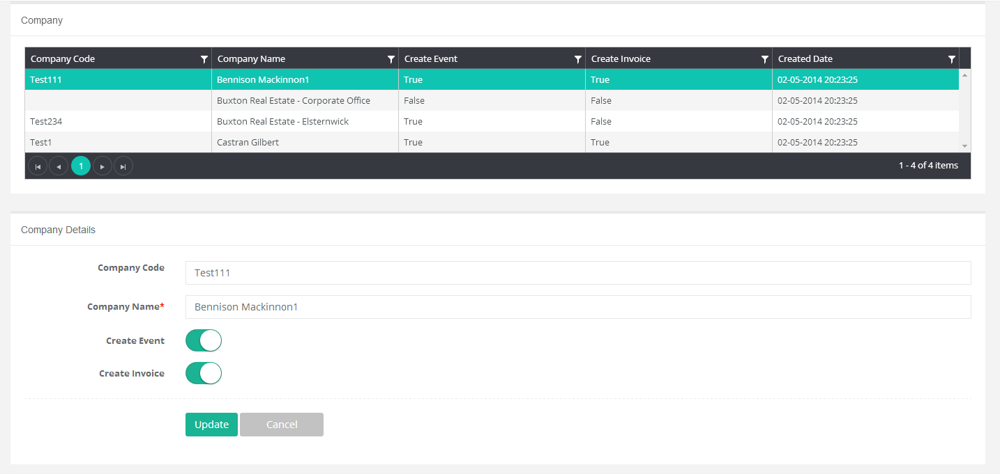 Company
Company Code Company Name Create Event Create Invoice Created Date
Test111 Bennison Mackinnon1 True True 02-05-2014 20:23:25
Buxton Real Estate - Corporate Office False False 02-05-2014 20:23:25
Test234 Buxton Real Estate - Elsternwick True False 02-05-2014 20:23:25
Test1 Castran Gilbert True True 02-05-2014 20:23:25
1 1 - 4 of 4 items
Company Details
Company Code Test111
Company Name* Bennison Mackinnon1
Create Event
Create Invoice
Update Cancel